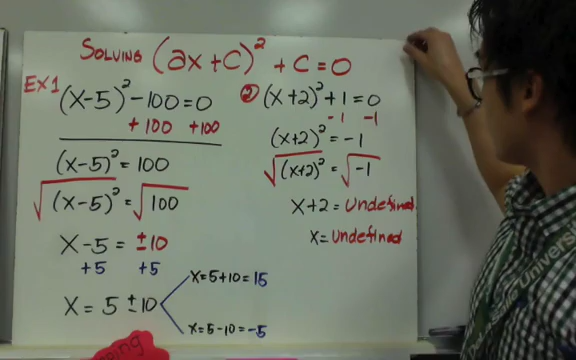 SOLVING (ax+c)² + c = 0
EX1
(x-5)² - 100 = 0
+100 +100
(x-5)² = 100
√(x-5)² = √100
x-5 = ±10
+5 +5
x = 5 ± 10
x = 5+10 = 15
x = 5-10 = -5
② (x+2)² + 1 = 0
-1 -1
(x+2)² = -1
√(x+2)² = √-1
x+2 = Undefined
x = Undefined